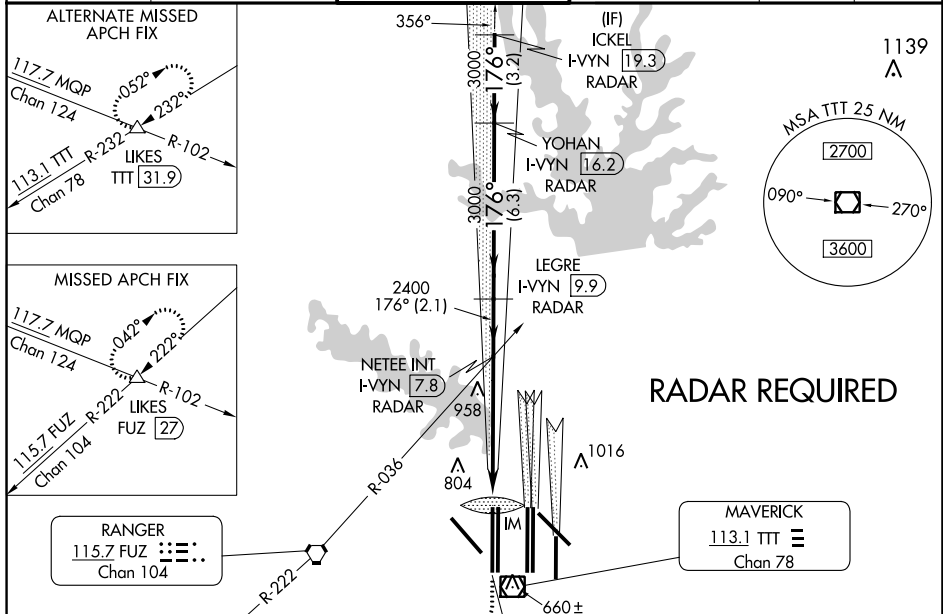 ALTERNATE MISSED
APCH FIX
117.7 MQP
Chan 124
052°
232°
R-232
R-102
113.1 TTT
Chan 78
LIKES
TTT 31.9
MISSED APCH FIX
117.7 MQP
Chan 124
042°
222°
R-222
R-102
115.7 FUZ
Chan 104
LIKES
FUZ 27
356°
(IF)
ICKEL
I-VYN 19.3
RADAR
3000
176°
(3.2)
YOHAN
I-VYN 16.2
RADAR
3000
176°
(6.3)
LEGRE
I-VYN 9.9
RADAR
2400
176° (2.1)
NETEE INT
I-VYN 7.8
RADAR
958
804
1016
1139
MSA TTT 25 NM
2700
090°
270°
3600
RADAR REQUIRED
R-036
IM
RANGER
115.7 FUZ
Chan 104
R-222
MAVERICK
113.1 TTT
Chan 78
660±